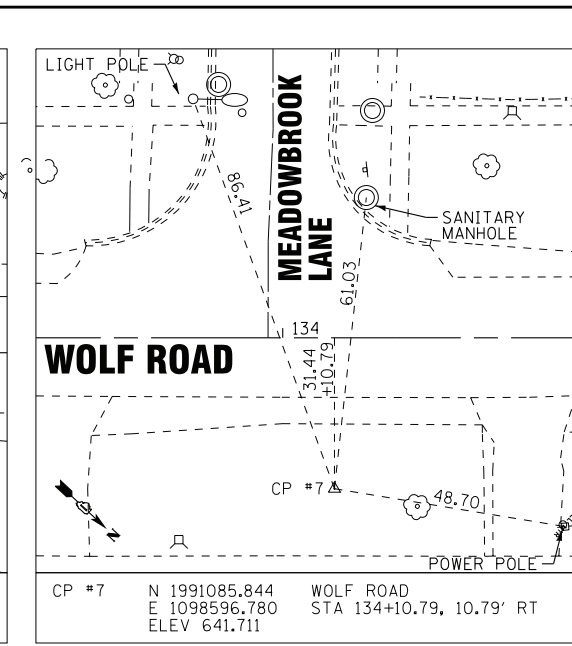 LIGHT POLE
MEADOWBROOK
LANE
86.41
SANITARY
MANHOLE
61.03
134
WOLF ROAD
31.44
+10.79
CP #7
48.70
N
POWER POLE
CP #7 N 1991085.844 WOLF ROAD
E 1098596.780 STA 134+10.79, 10.79' RT
ELEV 641.711